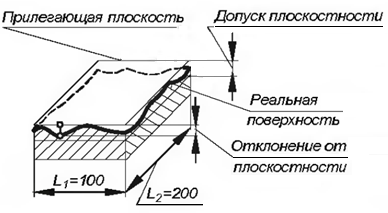 Прилегающая плоскость
Допуск плоскостности
Реальная
поверхность
Отклонение от
плоскостности
L1=100
L2=200